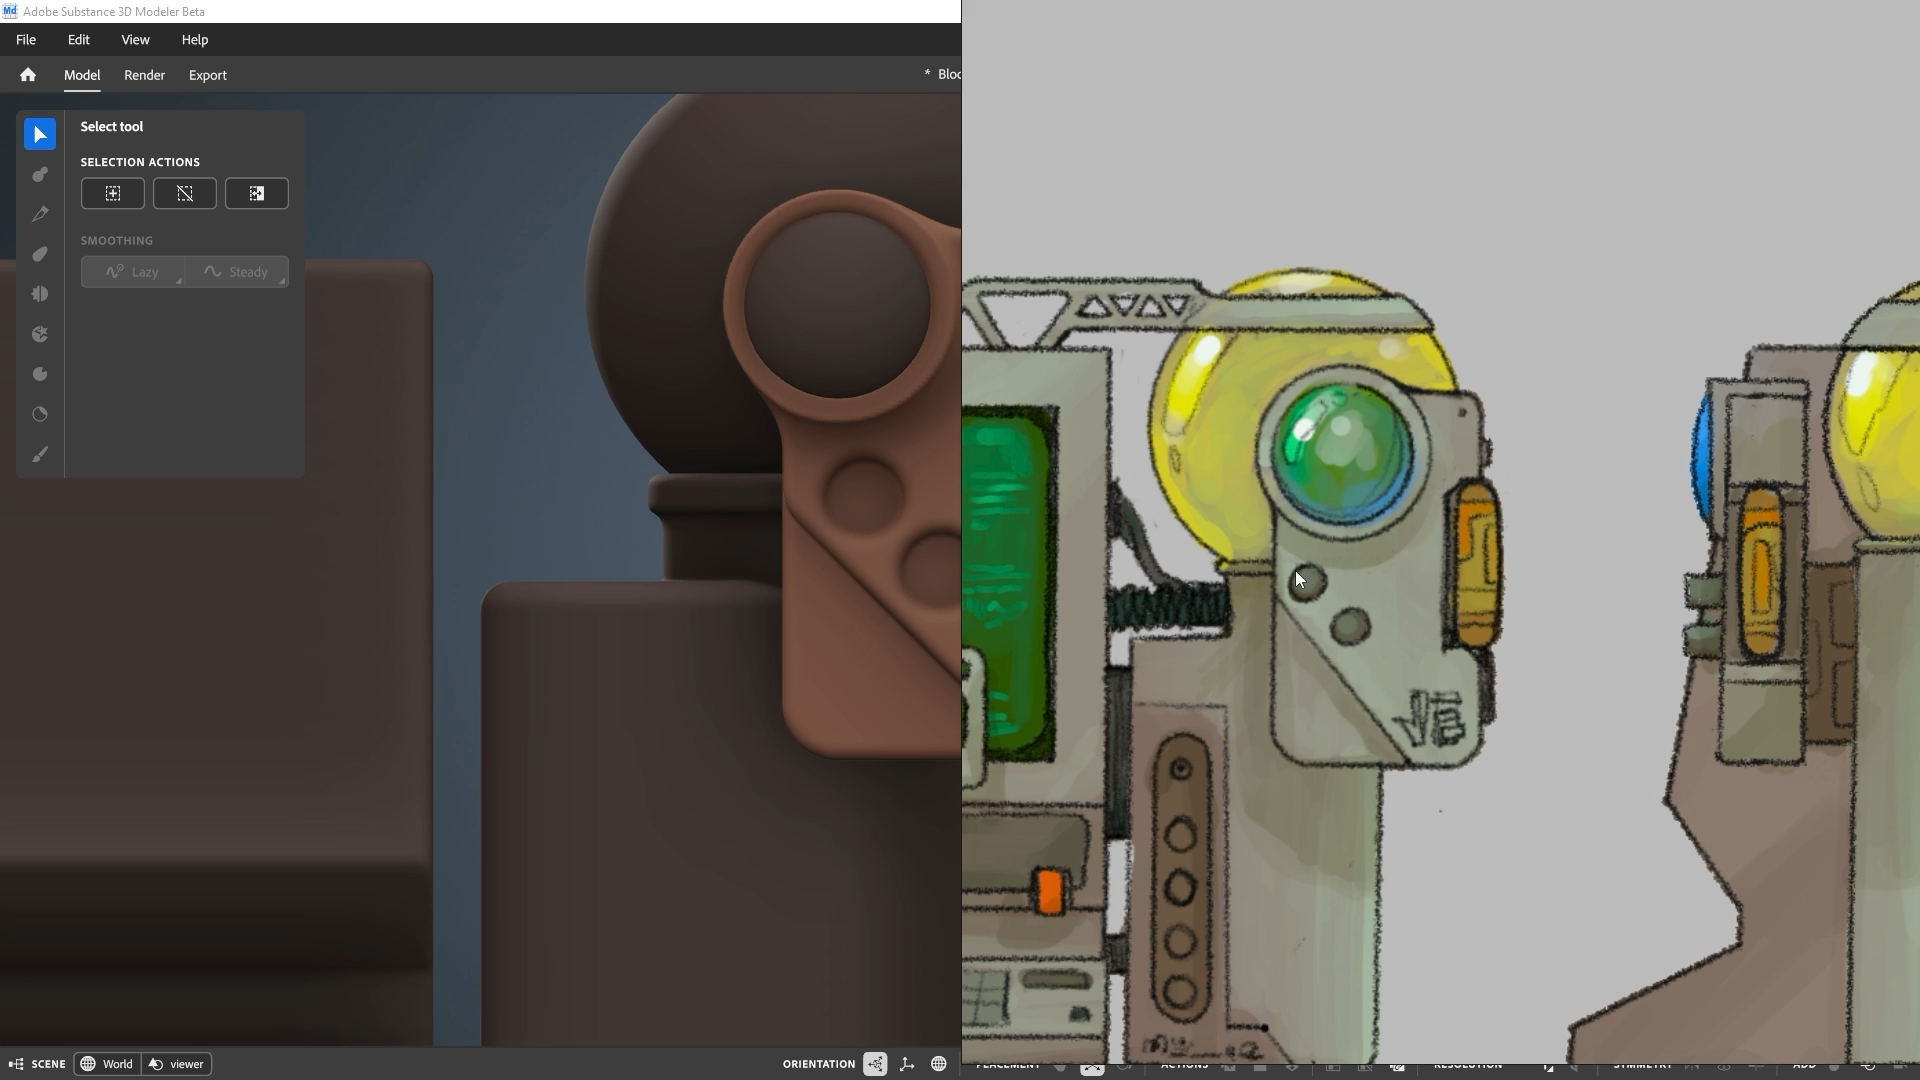 Md Adobe Substance 3D Modeler Beta
File Edit View Help
Model Render Export
* Bloc
Select tool
SELECTION ACTIONS
SMOOTHING
Lazy Steady
SCENE World viewer ORIENTATION PLACEMENT ACTIONS RESOLUTION SYMMETRY ADD